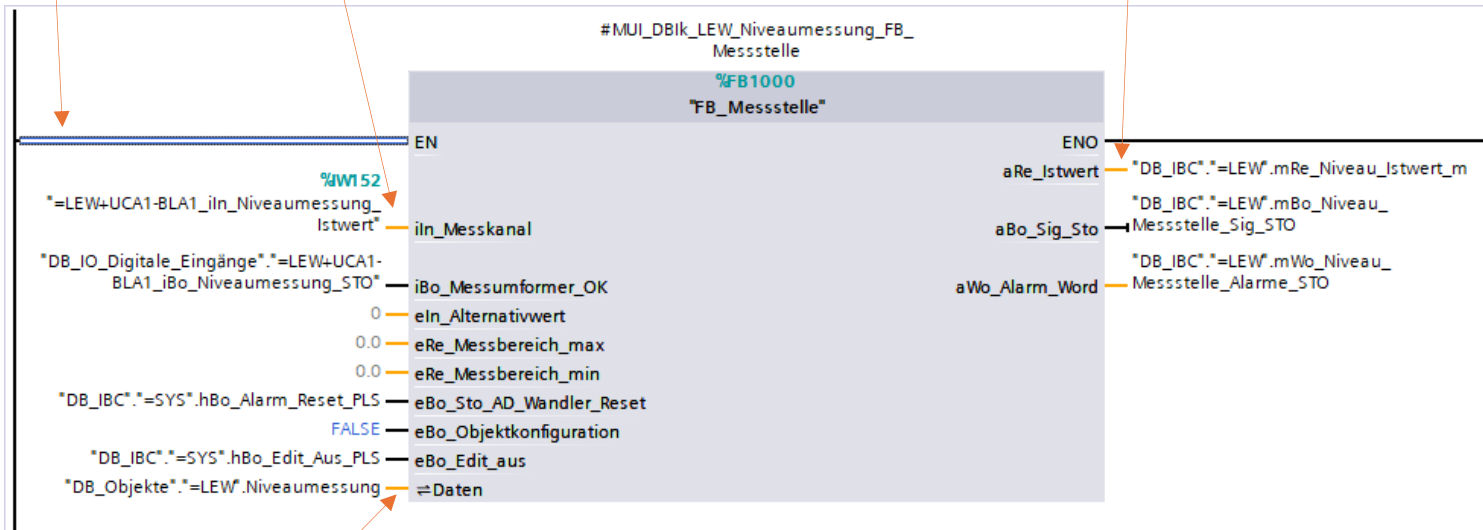 #MUI_DBlk_LEW_Niveaumessung_FB_
Messstelle
%FB1000
"FB_Messstelle"
EN
ENO
%IW152
"=LEW+UCA1-BLA1_iIn_Niveaumessung_
Istwert"
iIn_Messkanal
"DB_IO_Digitale_Eingänge"."=LEW+UCA1-
BLA1_iBo_Niveaumessung_STO"
iBo_Messumformer_OK
0
eIn_Alternativwert
0.0
eRe_Messbereich_max
0.0
eRe_Messbereich_min
"DB_IBC"."=SYS".hBo_Alarm_Reset_PLS
eBo_Sto_AD_Wandler_Reset
FALSE
eBo_Objektkonfiguration
"DB_IBC"."=SYS".hBo_Edit_Aus_PLS
eBo_Edit_aus
"DB_Objekte"."=LEW".Niveaumessung
⇌Daten
aRe_Istwert
"DB_IBC"."=LEW".mRe_Niveau_Istwert_m
aBo_Sig_Sto
"DB_IBC"."=LEW".mBo_Niveau_
Messstelle_Sig_STO
aWo_Alarm_Word
"DB_IBC"."=LEW".mWo_Niveau_
Messstelle_Alarme_STO